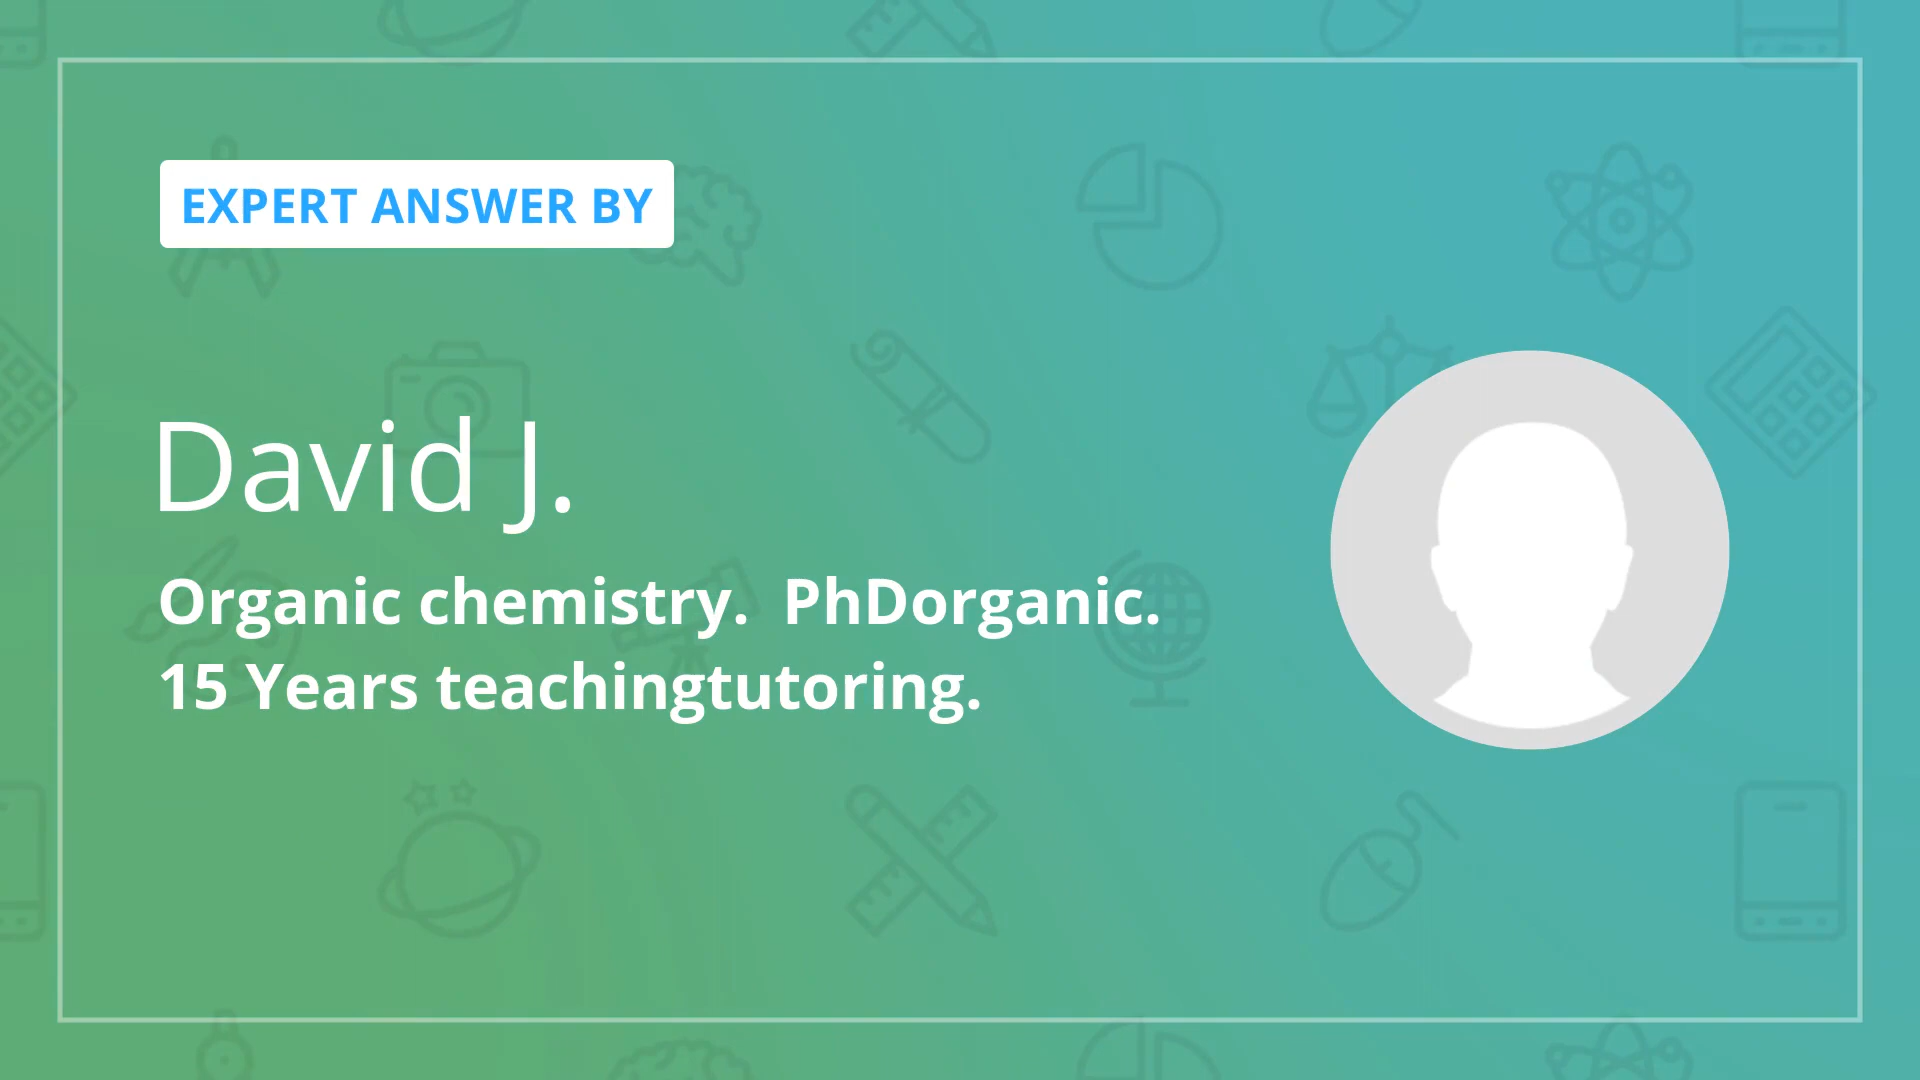 EXPERT ANSWER BY
David J.
Organic chemistry.  PhDorganic.
15 Years teachingtutoring.